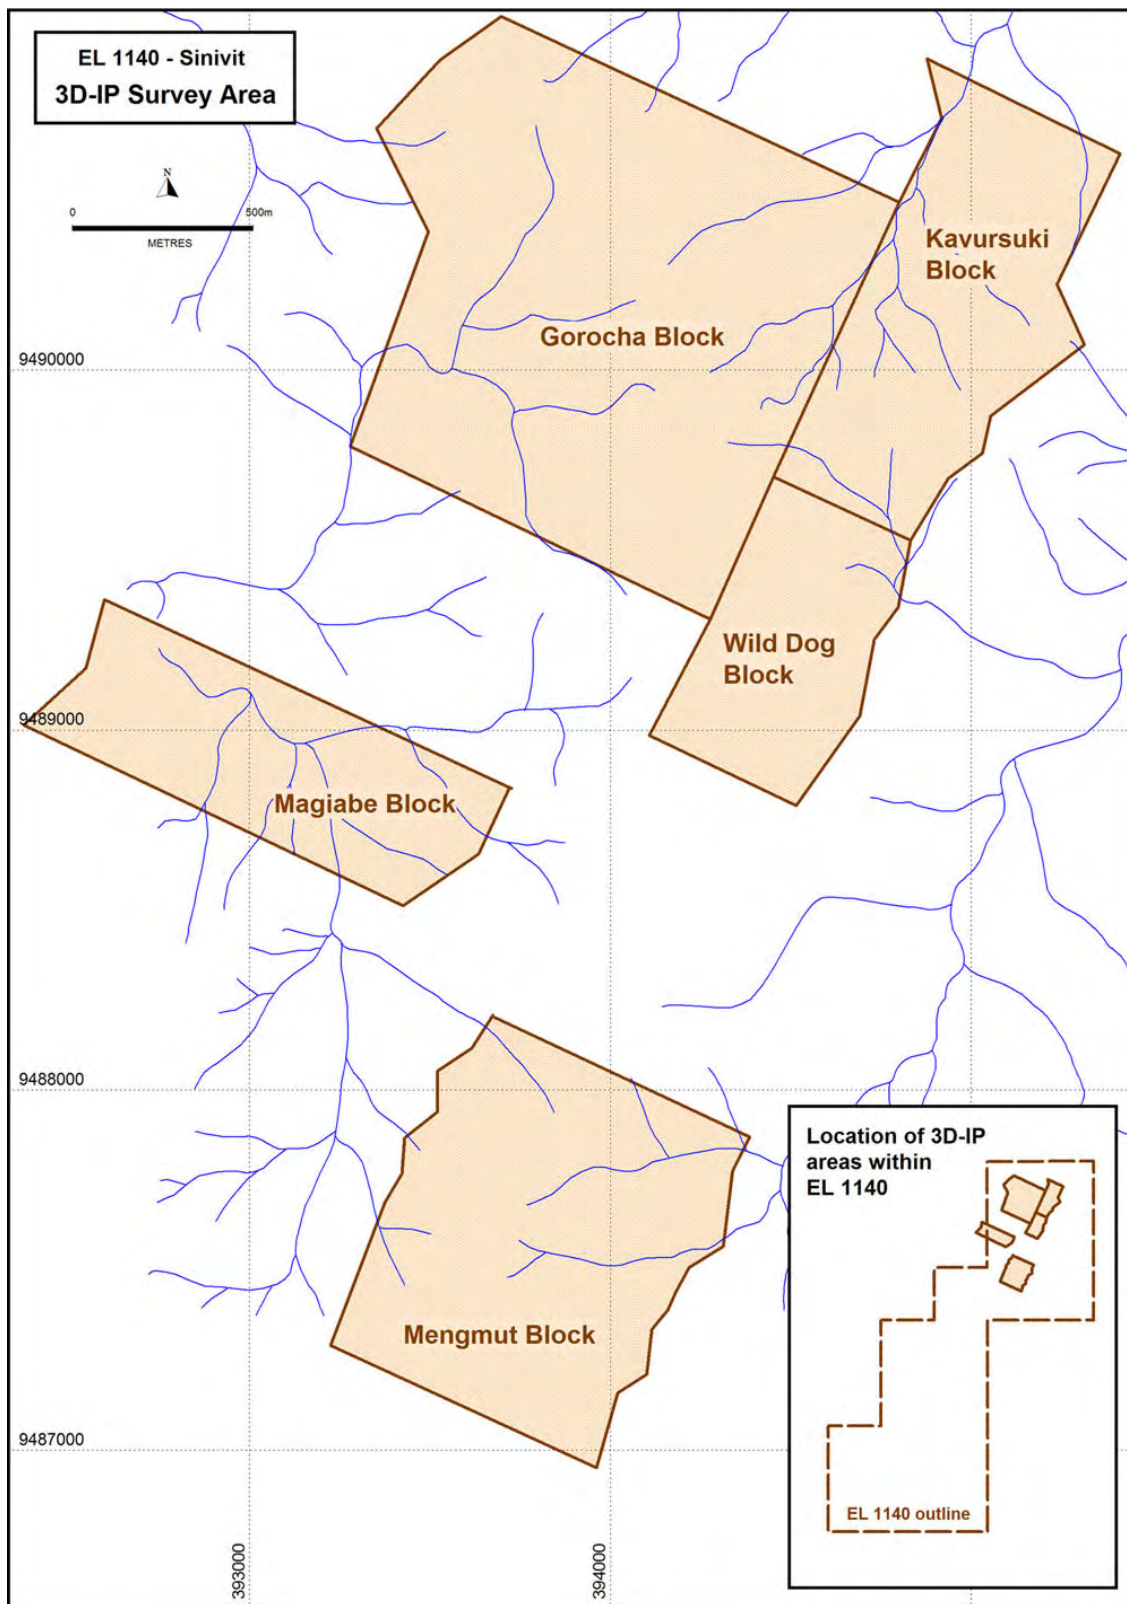 EL 1140 - Sinivit
3D-IP Survey Area
N
0 500m
METRES
Kavursuki
Block
Gorocha Block
9490000
Wild Dog
Block
9489000
Magiabe Block
9488000
Location of 3D-IP
areas within
EL 1140
Mengmut Block
9487000
EL 1140 outline
393000
394000